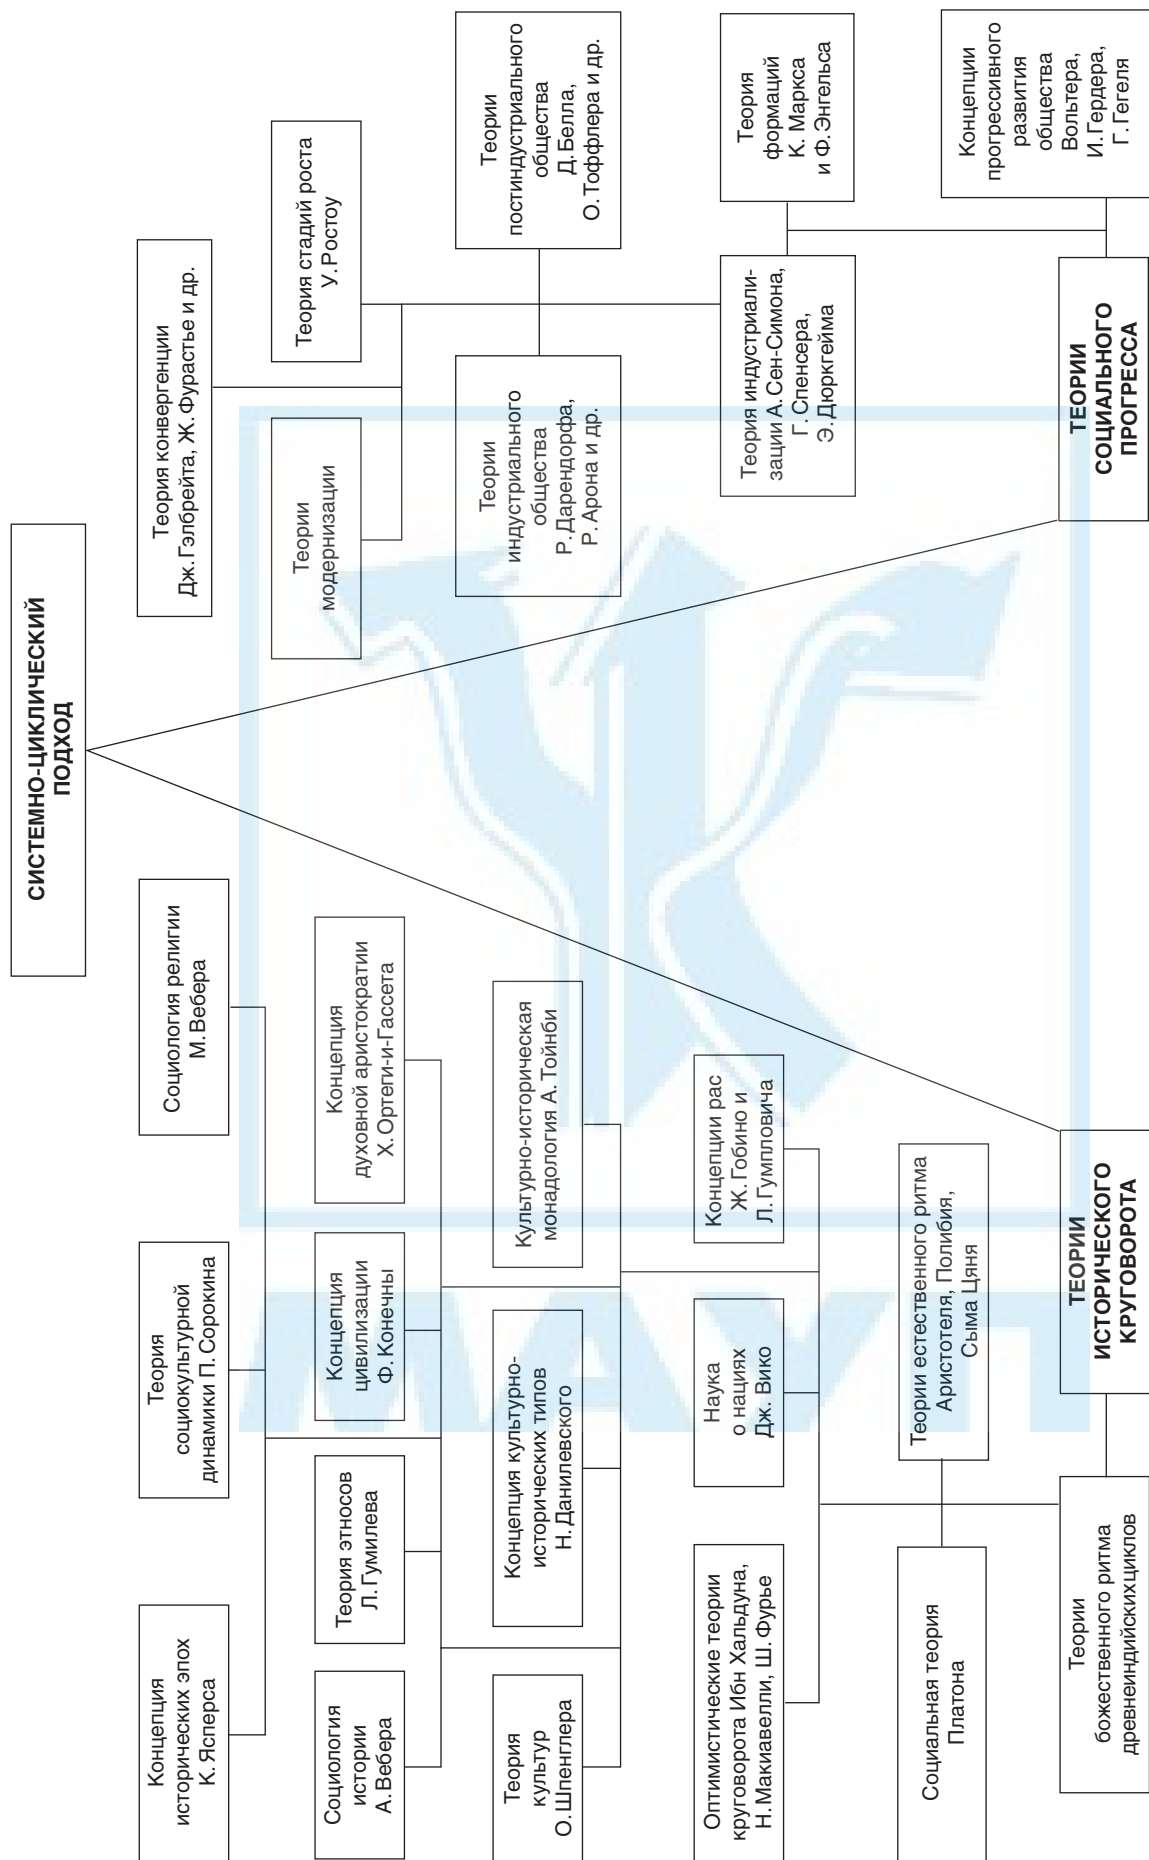 СИСТЕМНО-ЦИКЛИЧЕСКИЙ
ПОДХОД
Концепция
исторических эпох
К. Ясперса
Теория
социокультурной
динамики П. Сорокина
Социология религии
М. Вебера
Теория конвергенции
Дж. Гэлбрейта, Ж. Фурастье и др.
Социология
истории
А. Вебера
Теория этносов
Л. Гумилева
Концепция
цивилизации
Ф. Конечны
Концепция
духовной аристократии
Х. Ортеги-и-Гассета
Теории
модернизации
Теория стадий роста
У. Ростоу
Теория
культур
О. Шпенглера
Концепция культурно-
исторических типов
Н. Данилевского
Культурно-историческая
монадология А. Тойнби
Теории
индустриального
общества
Р. Дарендорфа,
Р. Арона и др.
Теории
постиндустриального
общества
Д. Белла,
О. Тоффлера и др.
Оптимистические теории
круговорота Ибн Хальдуна,
Н. Макиавелли, Ш. Фурье
Наука
о нациях
Дж. Вико
Концепции рас
Ж. Гобино и
Л. Гумпловича
Теория индустриали-
зации А. Сен-Симона,
Г. Спенсера,
Э. Дюркгейма
Теория
формаций
К. Маркса
и Ф. Энгельса
Социальная теория
Платона
Теории естественного ритма
Аристотеля, Полибия,
Сыма Цяня
Теории
божественного ритма
древнеиндийскихциклов
ТЕОРИИ
ИСТОРИЧЕСКОГО
КРУГОВОРОТА
ТЕОРИИ
СОЦИАЛЬНОГО
ПРОГРЕССА
Концепции
прогрессивного
развития
общества
Вольтера,
И. Гердера,
Г. Гегеля
МАУП